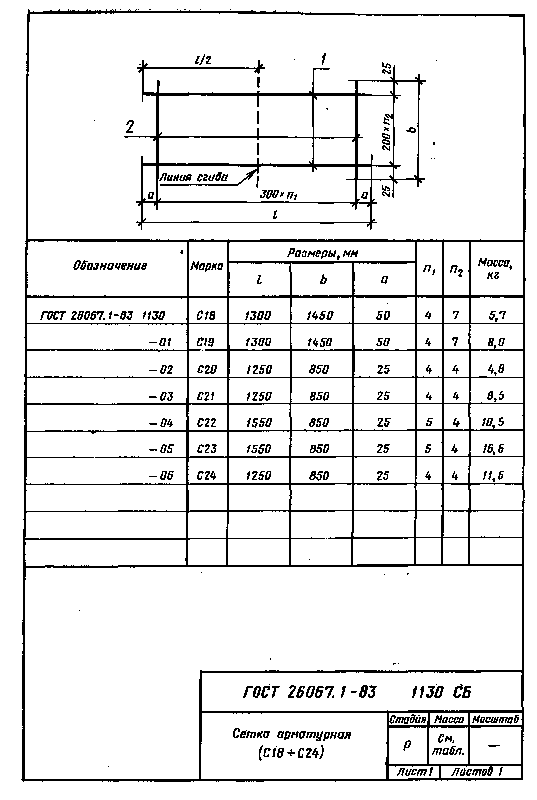 l/2
1
25
2
200×n₂
b
Линия сгиба
a
300×n₁
a
25
l
Обозначение
Марка
Размеры, мм
n₁
n₂
Масса, кг
l
b
a
ГОСТ 26067.1-83 1130 С18 1300 1450 50 4 7 5,7
-01 С19 1300 1450 50 4 7 8,0
-02 С20 1250 850 25 4 4 4,8
-03 С21 1250 850 25 4 4 8,5
-04 С22 1550 850 25 5 4 10,5
-05 С23 1550 850 25 5 4 16,6
-06 С24 1250 850 25 4 4 11,6
ГОСТ 26067.1-83 1130 СБ
Сетка арматурная
(С18÷С24)
Стадия Масса Масштаб
Р См. табл. —
Лист 1 Листов 1